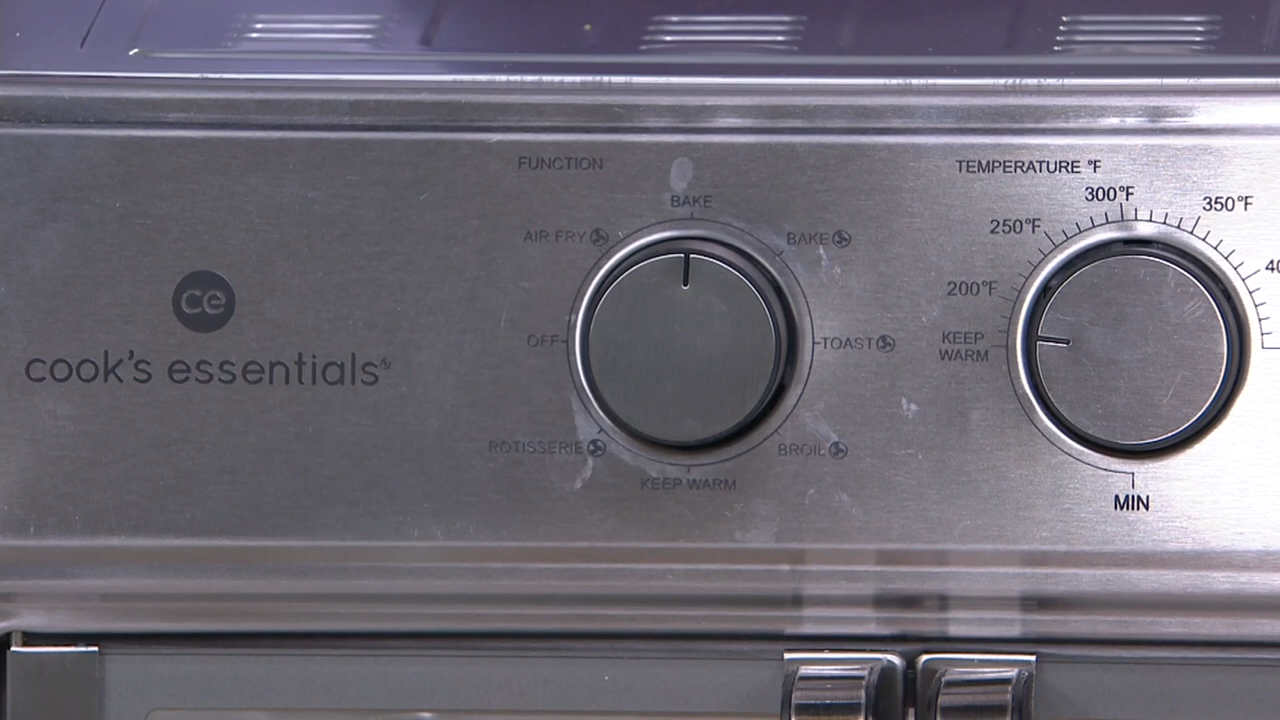 FUNCTION
TEMPERATURE °F
BAKE
AIR FRY
BAKE
OFF
TOAST
ROTISSERIE
BROIL
KEEP WARM
300°F
350°F
250°F
200°F
KEEP
WARM
MIN
ce
cook's essentials®